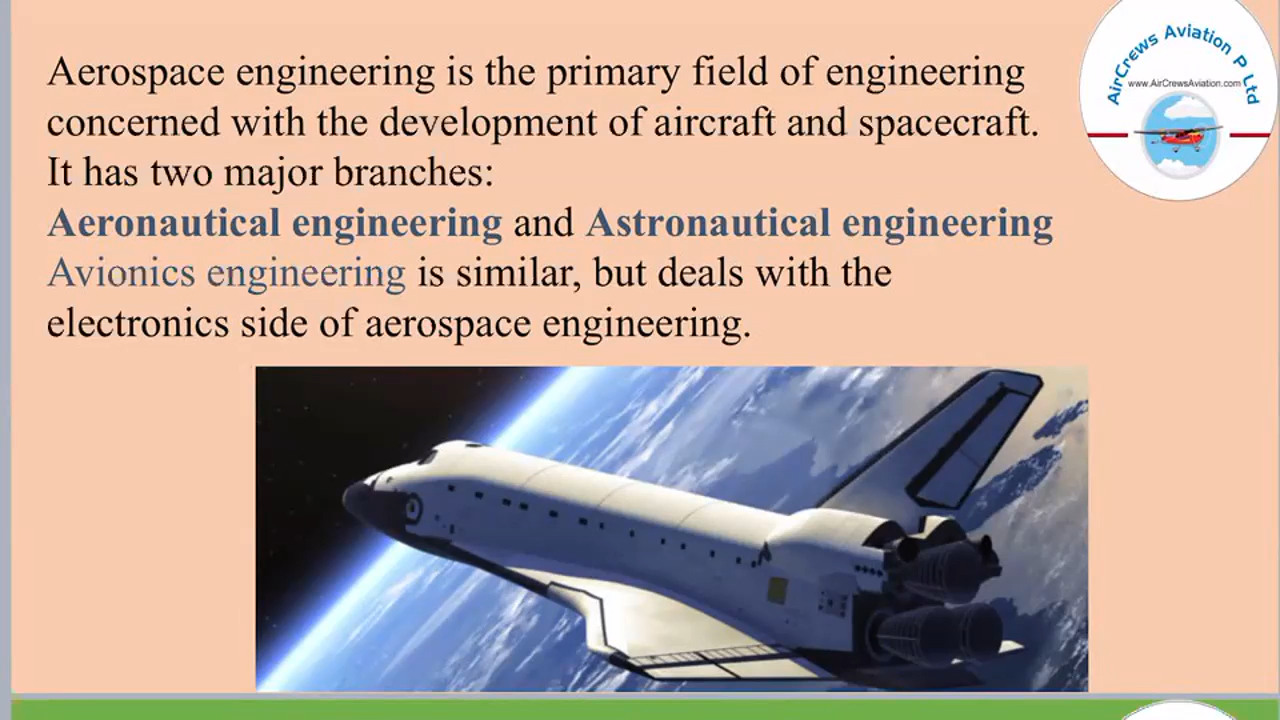 Aerospace engineering is the primary field of engineering
concerned with the development of aircraft and spacecraft.
It has two major branches:
Aeronautical engineering and Astronautical engineering
Avionics engineering is similar, but deals with the
electronics side of aerospace engineering.
AirCrews Aviation P Ltd
www.AirCrewsAviation.com